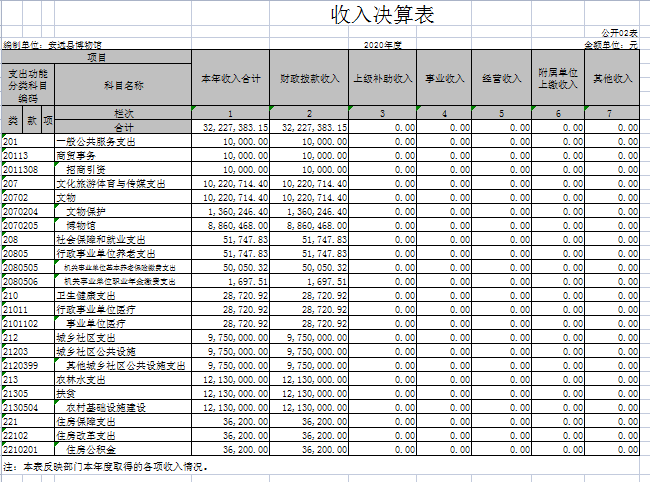 收入决算表
公开02表
编制单位：安远县博物馆 2020年度 金额单位：元
项目 本年收入合计 财政拨款收入 上级补助收入 事业收入 经营收入 附属单位上缴收入 其他收入
支出功能分类科目编码 科目名称
类 款 项 栏次 1 2 3 4 5 6 7
合计 32,227,383.15 32,227,383.15 0.00 0.00 0.00 0.00 0.00
201 一般公共服务支出 10,000.00 10,000.00 0.00 0.00 0.00 0.00 0.00
20113 商贸事务 10,000.00 10,000.00 0.00 0.00 0.00 0.00 0.00
2011308 招商引资 10,000.00 10,000.00 0.00 0.00 0.00 0.00 0.00
207 文化旅游体育与传媒支出 10,220,714.40 10,220,714.40 0.00 0.00 0.00 0.00 0.00
20702 文物 10,220,714.40 10,220,714.40 0.00 0.00 0.00 0.00 0.00
2070204 文物保护 1,360,246.40 1,360,246.40 0.00 0.00 0.00 0.00 0.00
2070205 博物馆 8,860,468.00 8,860,468.00 0.00 0.00 0.00 0.00 0.00
208 社会保障和就业支出 51,747.83 51,747.83 0.00 0.00 0.00 0.00 0.00
20805 行政事业单位养老支出 51,747.83 51,747.83 0.00 0.00 0.00 0.00 0.00
2080505 机关事业单位基本养老保险缴费支出 50,050.32 50,050.32 0.00 0.00 0.00 0.00 0.00
2080506 机关事业单位职业年金缴费支出 1,697.51 1,697.51 0.00 0.00 0.00 0.00 0.00
210 卫生健康支出 28,720.92 28,720.92 0.00 0.00 0.00 0.00 0.00
21011 行政事业单位医疗 28,720.92 28,720.92 0.00 0.00 0.00 0.00 0.00
2101102 事业单位医疗 28,720.92 28,720.92 0.00 0.00 0.00 0.00 0.00
212 城乡社区支出 9,750,000.00 9,750,000.00 0.00 0.00 0.00 0.00 0.00
21203 城乡社区公共设施 9,750,000.00 9,750,000.00 0.00 0.00 0.00 0.00 0.00
2120399 其他城乡社区公共设施支出 9,750,000.00 9,750,000.00 0.00 0.00 0.00 0.00 0.00
213 农林水支出 12,130,000.00 12,130,000.00 0.00 0.00 0.00 0.00 0.00
21305 扶贫 12,130,000.00 12,130,000.00 0.00 0.00 0.00 0.00 0.00
2130504 农村基础设施建设 12,130,000.00 12,130,000.00 0.00 0.00 0.00 0.00 0.00
221 住房保障支出 36,200.00 36,200.00 0.00 0.00 0.00 0.00 0.00
22102 住房改革支出 36,200.00 36,200.00 0.00 0.00 0.00 0.00 0.00
2210201 住房公积金 36,200.00 36,200.00 0.00 0.00 0.00 0.00 0.00
注：本表反映部门本年度取得的各项收入情况。